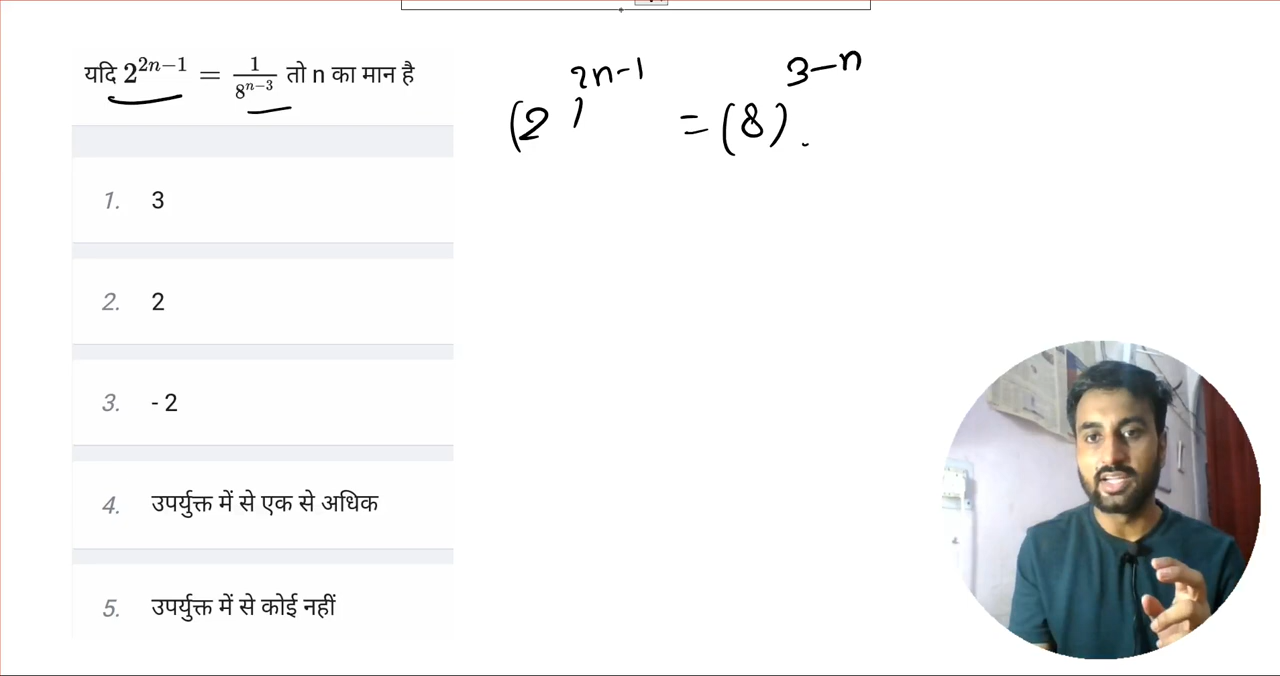 यदि 2^{2n-1} = \frac{1}{8^{n-3}} तो n का मान है
(2)^{2n-1} = (8)^{3-n}.
1. 3
2. 2
3. - 2
4. उपर्युक्त में से एक से अधिक
5. उपर्युक्त में से कोई नहीं